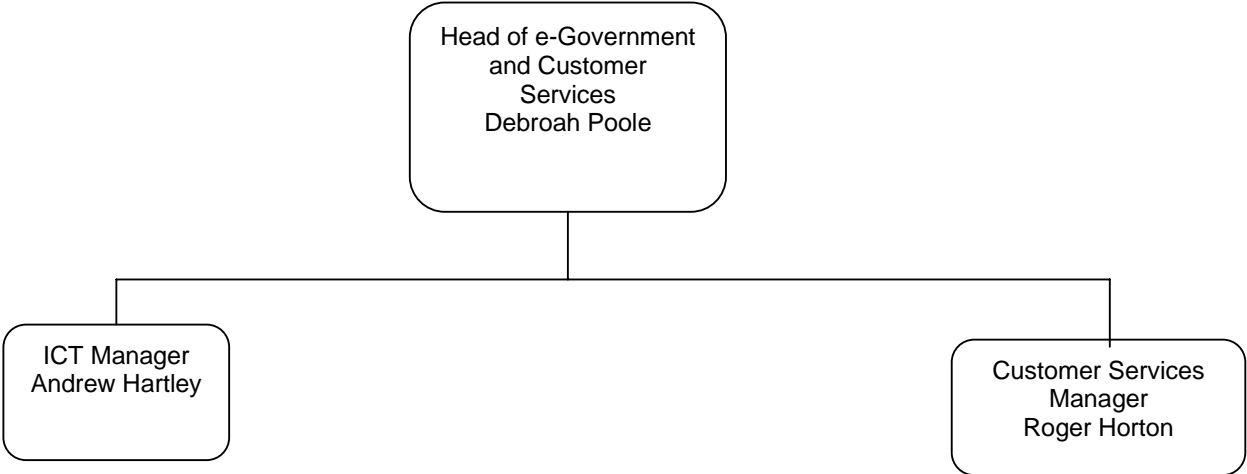 Head of e-Government
and Customer
Services
Debroah Poole
ICT Manager
Andrew Hartley
Customer Services
Manager
Roger Horton